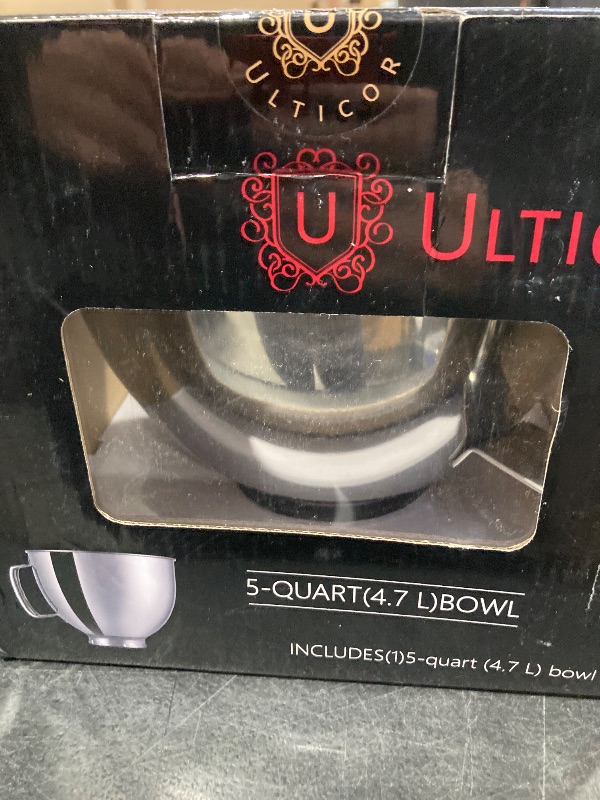 U
ULTICOR
U ULTIC
5-QUART(4.7 L)BOWL
INCLUDES(1)5-quart (4.7 L) bowl